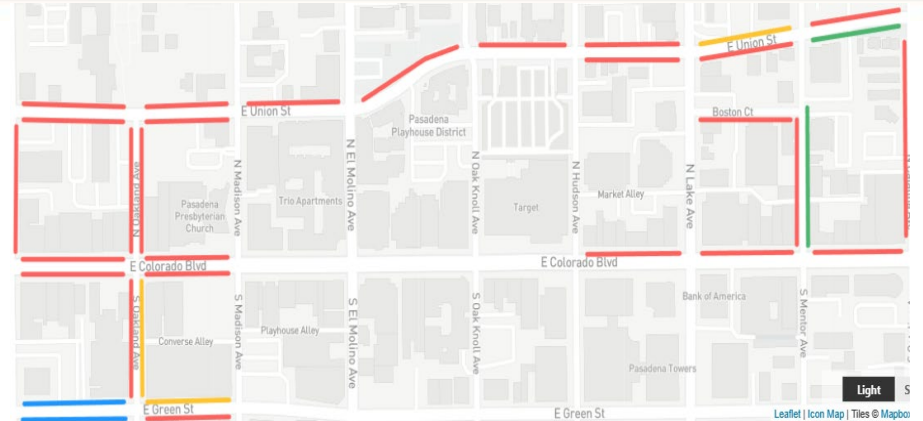 E Union St
E Union St
Boston Ct
Pasadena
Playhouse District
N Oakland Ave
N Madison Ave
N El Molino Ave
N Oak Knoll Ave
N Hudson Ave
N Lake Ave
Trio Apartments
Target
Market Alley
Pasadena
Presbyterian
Church
E Colorado Blvd
E Colorado Blvd
S Oakland Ave
S Madison Ave
S El Molino Ave
S Oak Knoll Ave
S Mentor Ave
Bank of America
Playhouse Alley
Converse Alley
Pasadena Towers
Light
S
E Green St
E Green St
Leaflet | Icon Map | Tiles © Mapbox